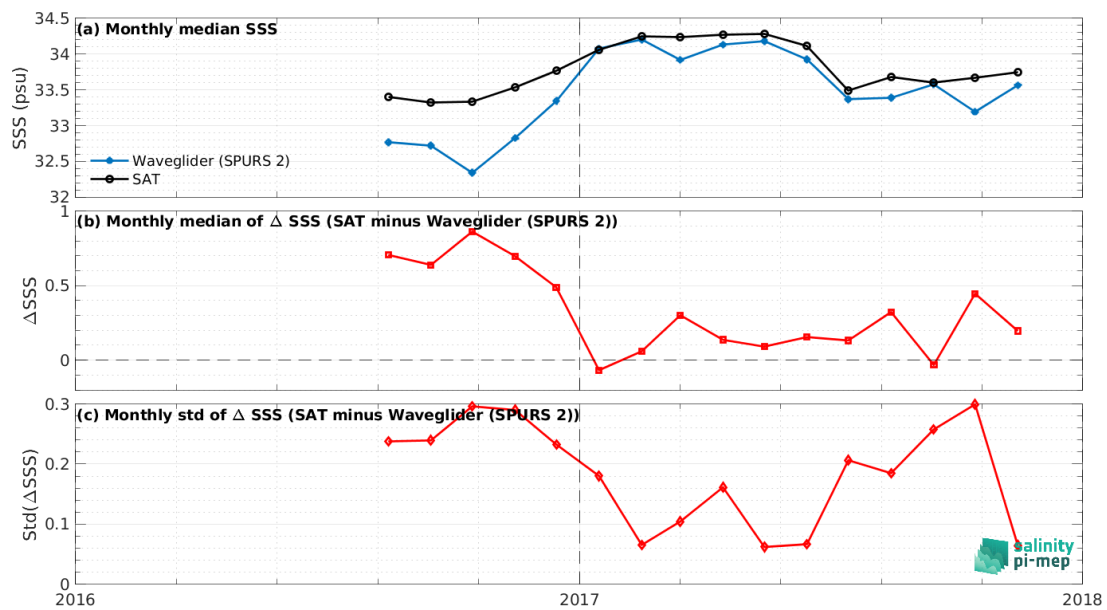 (a) Monthly median SSS
34.5
34
33.5
33
32.5
32
SSS (psu)
Waveglider (SPURS 2)
SAT
(b) Monthly median of Δ SSS (SAT minus Waveglider (SPURS 2))
1
0.5
0
ΔSSS
(c) Monthly std of Δ SSS (SAT minus Waveglider (SPURS 2))
0.3
0.2
0.1
0
Std(ΔSSS)
salinity
pi-mep
2016
2017
2018